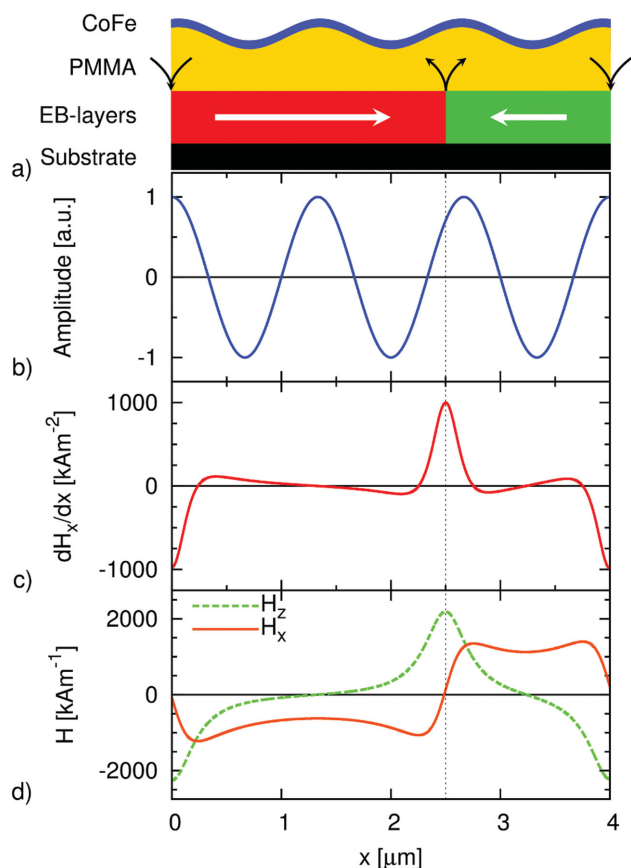 CoFe
PMMA
EB-layers
Substrate
a)
1
0
-1
Amplitude [a.u.]
b)
1000
0
-1000
dHx/dx [kAm-2]
c)
Hz
Hx
2000
0
-2000
H [kAm-1]
d)
0 1 2 3 4
x [μm]